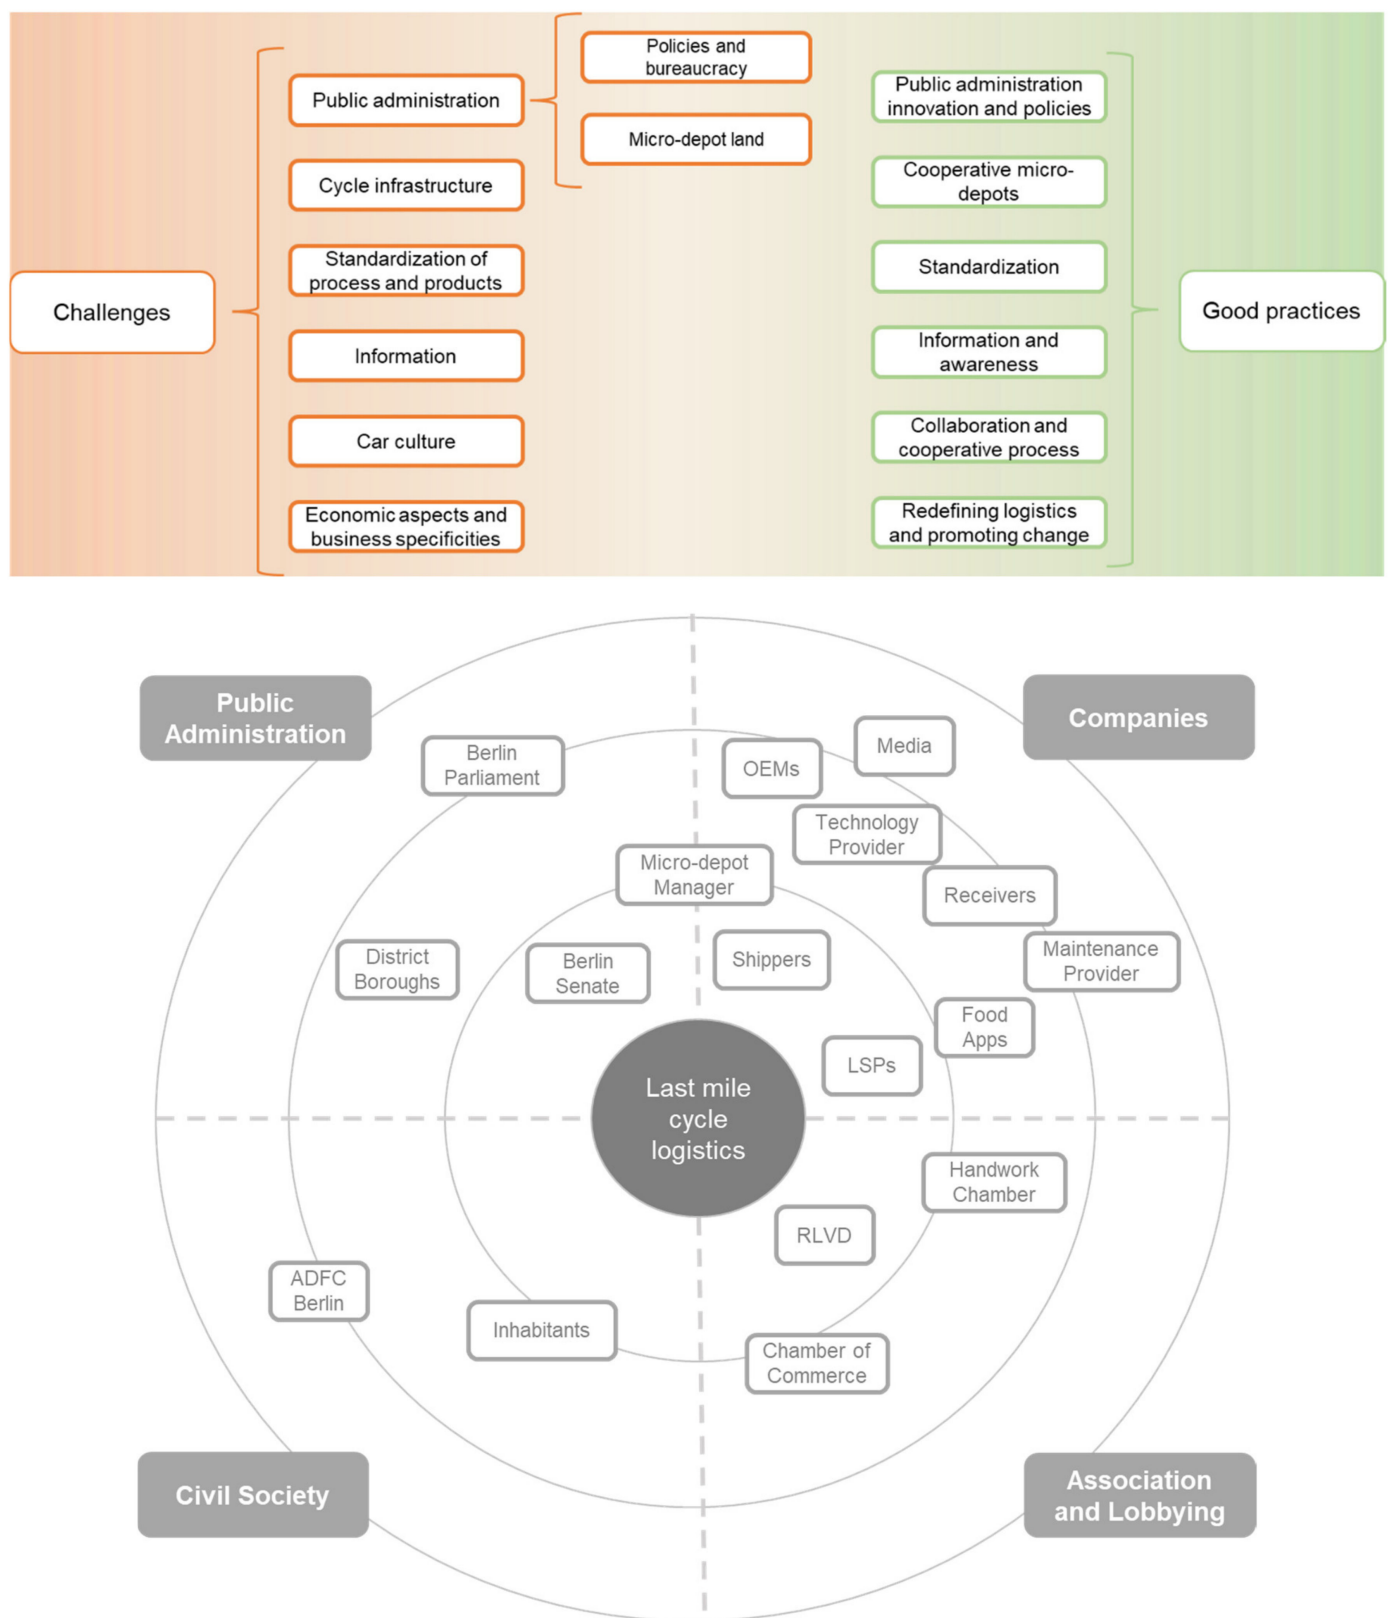 Challenges
Public administration
Cycle infrastructure
Standardization of
process and products
Information
Car culture
Economic aspects and
business specificities
Policies and
bureaucracy
Micro-depot land
Public administration
innovation and policies
Cooperative micro-
depots
Standardization
Information and
awareness
Collaboration and
cooperative process
Redefining logistics
and promoting change
Good practices
Public
Administration
Companies
Berlin
Parliament
OEMs
Media
Technology
Provider
Micro-depot
Manager
Receivers
District
Boroughs
Berlin
Senate
Shippers
Maintenance
Provider
Food
Apps
LSPs
Last mile
cycle
logistics
Handwork
Chamber
RLVD
ADFC
Berlin
Inhabitants
Chamber of
Commerce
Civil Society
Association
and Lobbying